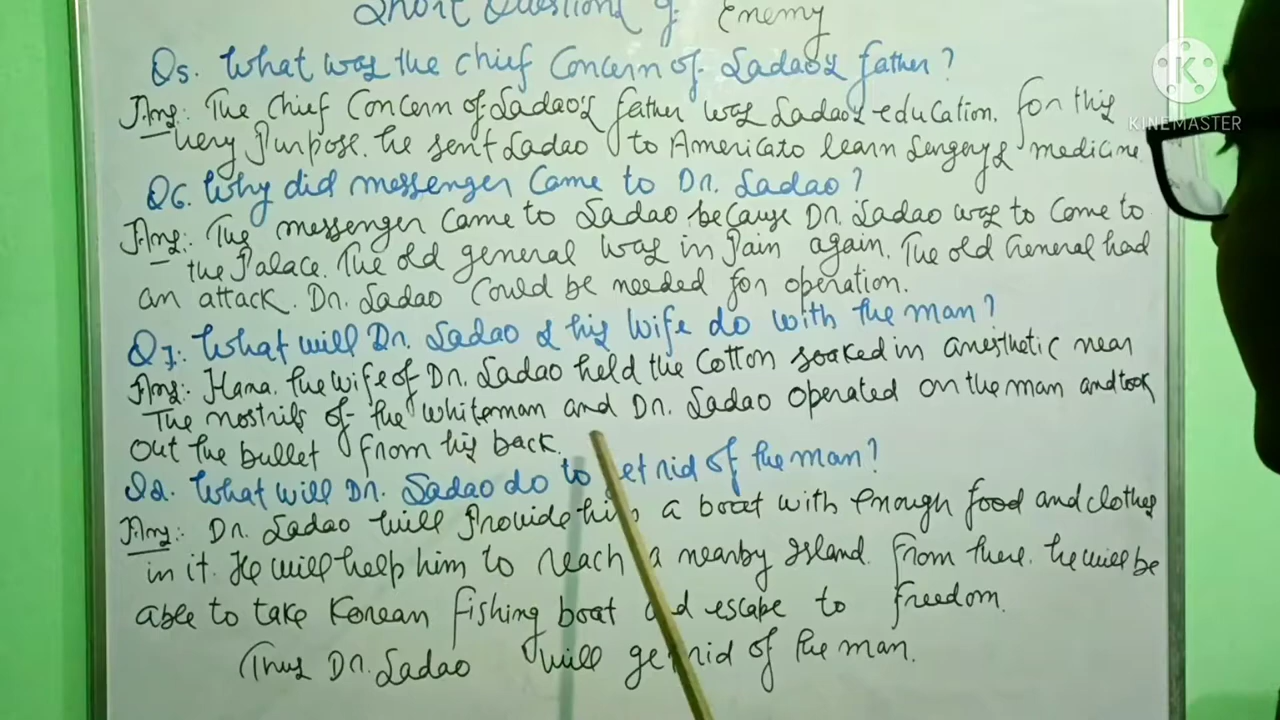 Short Questions of Enemy
Q5. What was the chief Concern of Sadao's father?
Ans: The Chief Concern of Sadao's father was Sadao's education. for this
very Purpose. he sent Sadao to America to learn Surgery & medicine
Q6. Why did messenger Came to Dr. Sadao?
Ans: The messenger Came to Sadao because Dr. Sadao was to Come to
the Palace. The old general was in Pain again. The old General had
an attack. Dr. Sadao Could be needed for operation.
Q7: What will Dr. Sadao & his Wife do with the man?
Ans: Hana. the wife of Dr. Sadao held the Cotton soaked in anesthetic near
The nostrils of the whiteman and Dr. Sadao operated on the man and took
out the bullet from his back.
What will Dr. Sadao do to get rid of the man?
Ans: Dr. Sadao will Provide him a boat with enough food and clothes
in it. He will help him to reach a nearby Island. From there. he will be
able to take Korean fishing boat and escape to freedom.
Thus Dr. Sadao will get rid of the man.
KINEMASTER